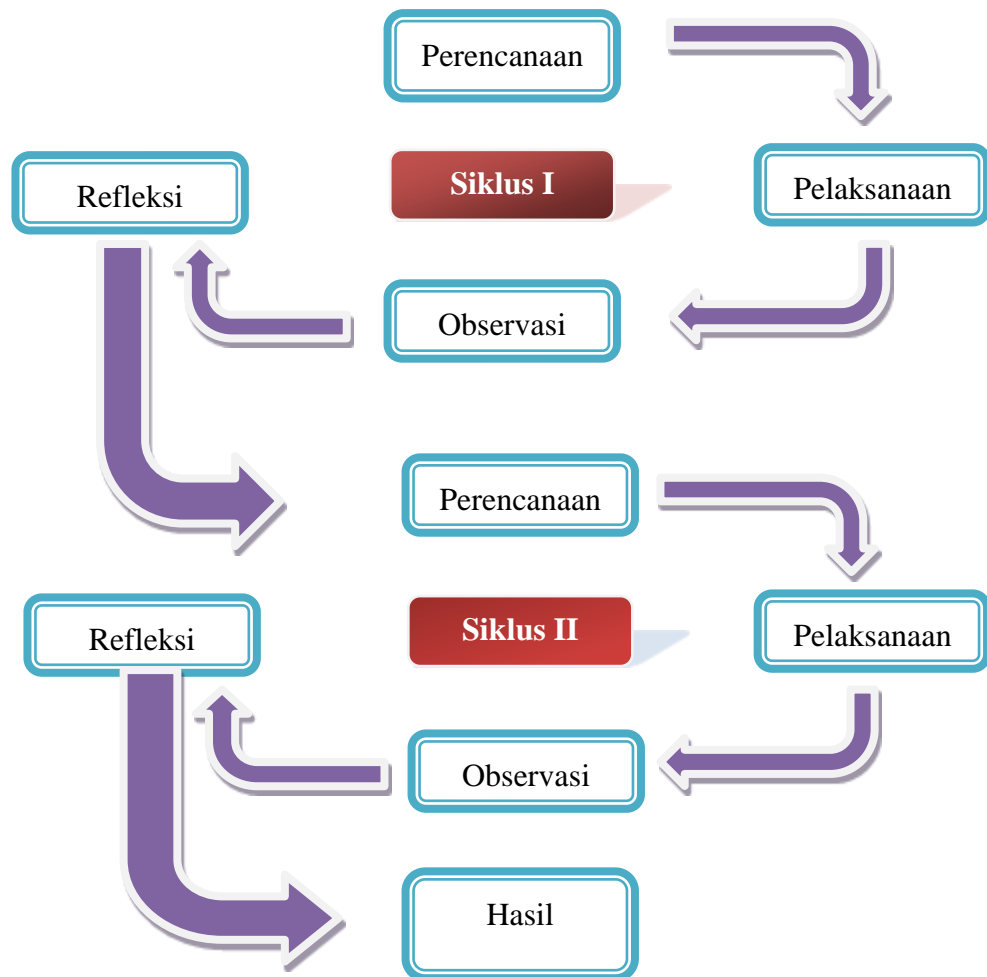 Perencanaan
Refleksi
Siklus I
Pelaksanaan
Observasi
Perencanaan
Refleksi
Siklus II
Pelaksanaan
Observasi
Hasil